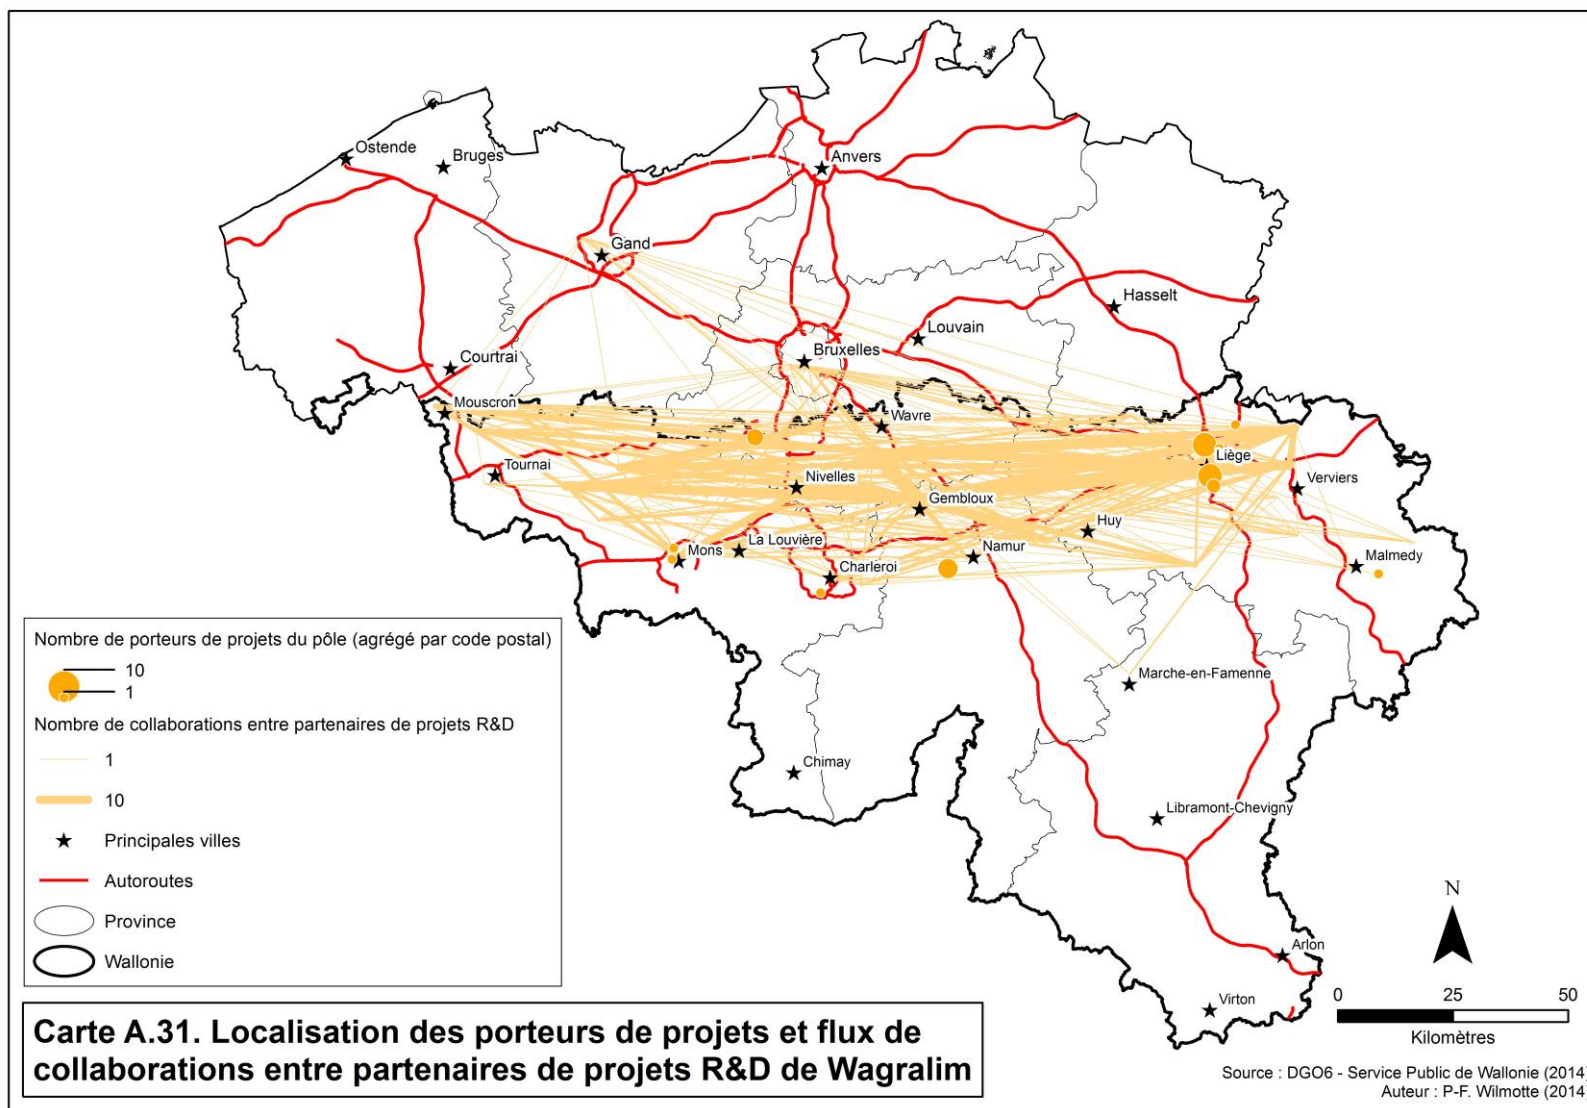 Ostende
Bruges
Anvers
Gand
Hasselt
Louvain
Bruxelles
Courtrai
Mouscron
Wavre
Tournai
Liège
Nivelles
Verviers
Gembloux
Huy
Mons
La Louvière
Namur
Malmedy
Charleroi
Marche-en-Famenne
Chimay
Libramont-Chevigny
Arlon
Virton
Nombre de porteurs de projets du pôle (agrégé par code postal)
10
1
Nombre de collaborations entre partenaires de projets R&D
1
10
Principales villes
Autoroutes
Province
Wallonie
N
0 25 50
Kilomètres
Carte A.31. Localisation des porteurs de projets et flux de
collaborations entre partenaires de projets R&D de Wagralim
Source : DGO6 - Service Public de Wallonie (2014)
Auteur : P-F. Wilmotte (2014)